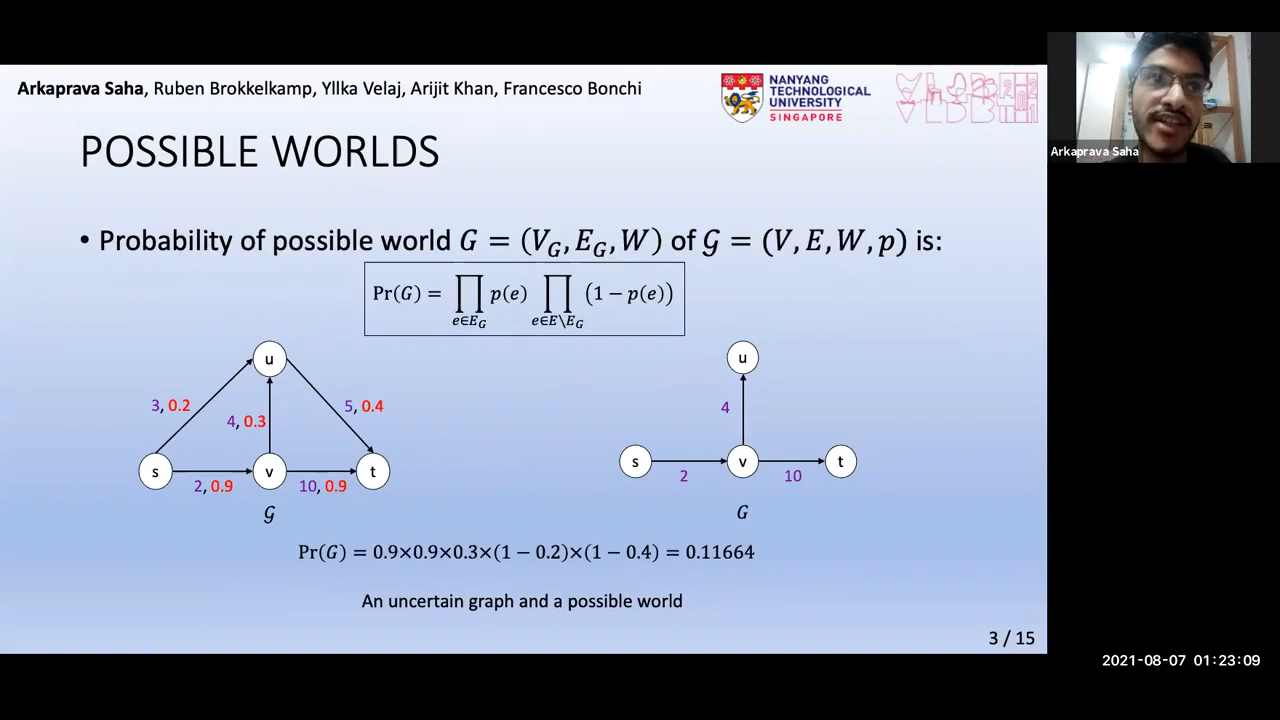 Arkaprava Saha, Ruben Brokkelkamp, Yllka Velaj, Arijit Khan, Francesco Bonchi
NANYANG
TECHNOLOGICAL
UNIVERSITY
SINGAPORE
Arkaprava Saha
POSSIBLE WORLDS
• Probability of possible world G = (V_G, E_G, W) of 𝒢 = (V, E, W, p) is:
Pr(G) = ∏_{e∈E_G} p(e) ∏_{e∈E\E_G} (1 − p(e))
u
3, 0.2
4, 0.3
5, 0.4
s
v
t
2, 0.9
10, 0.9
𝒢
u
4
s
v
t
2
10
G
Pr(G) = 0.9×0.9×0.3×(1 − 0.2)×(1 − 0.4) = 0.11664
An uncertain graph and a possible world
3 / 15
2021-08-07 01:23:09